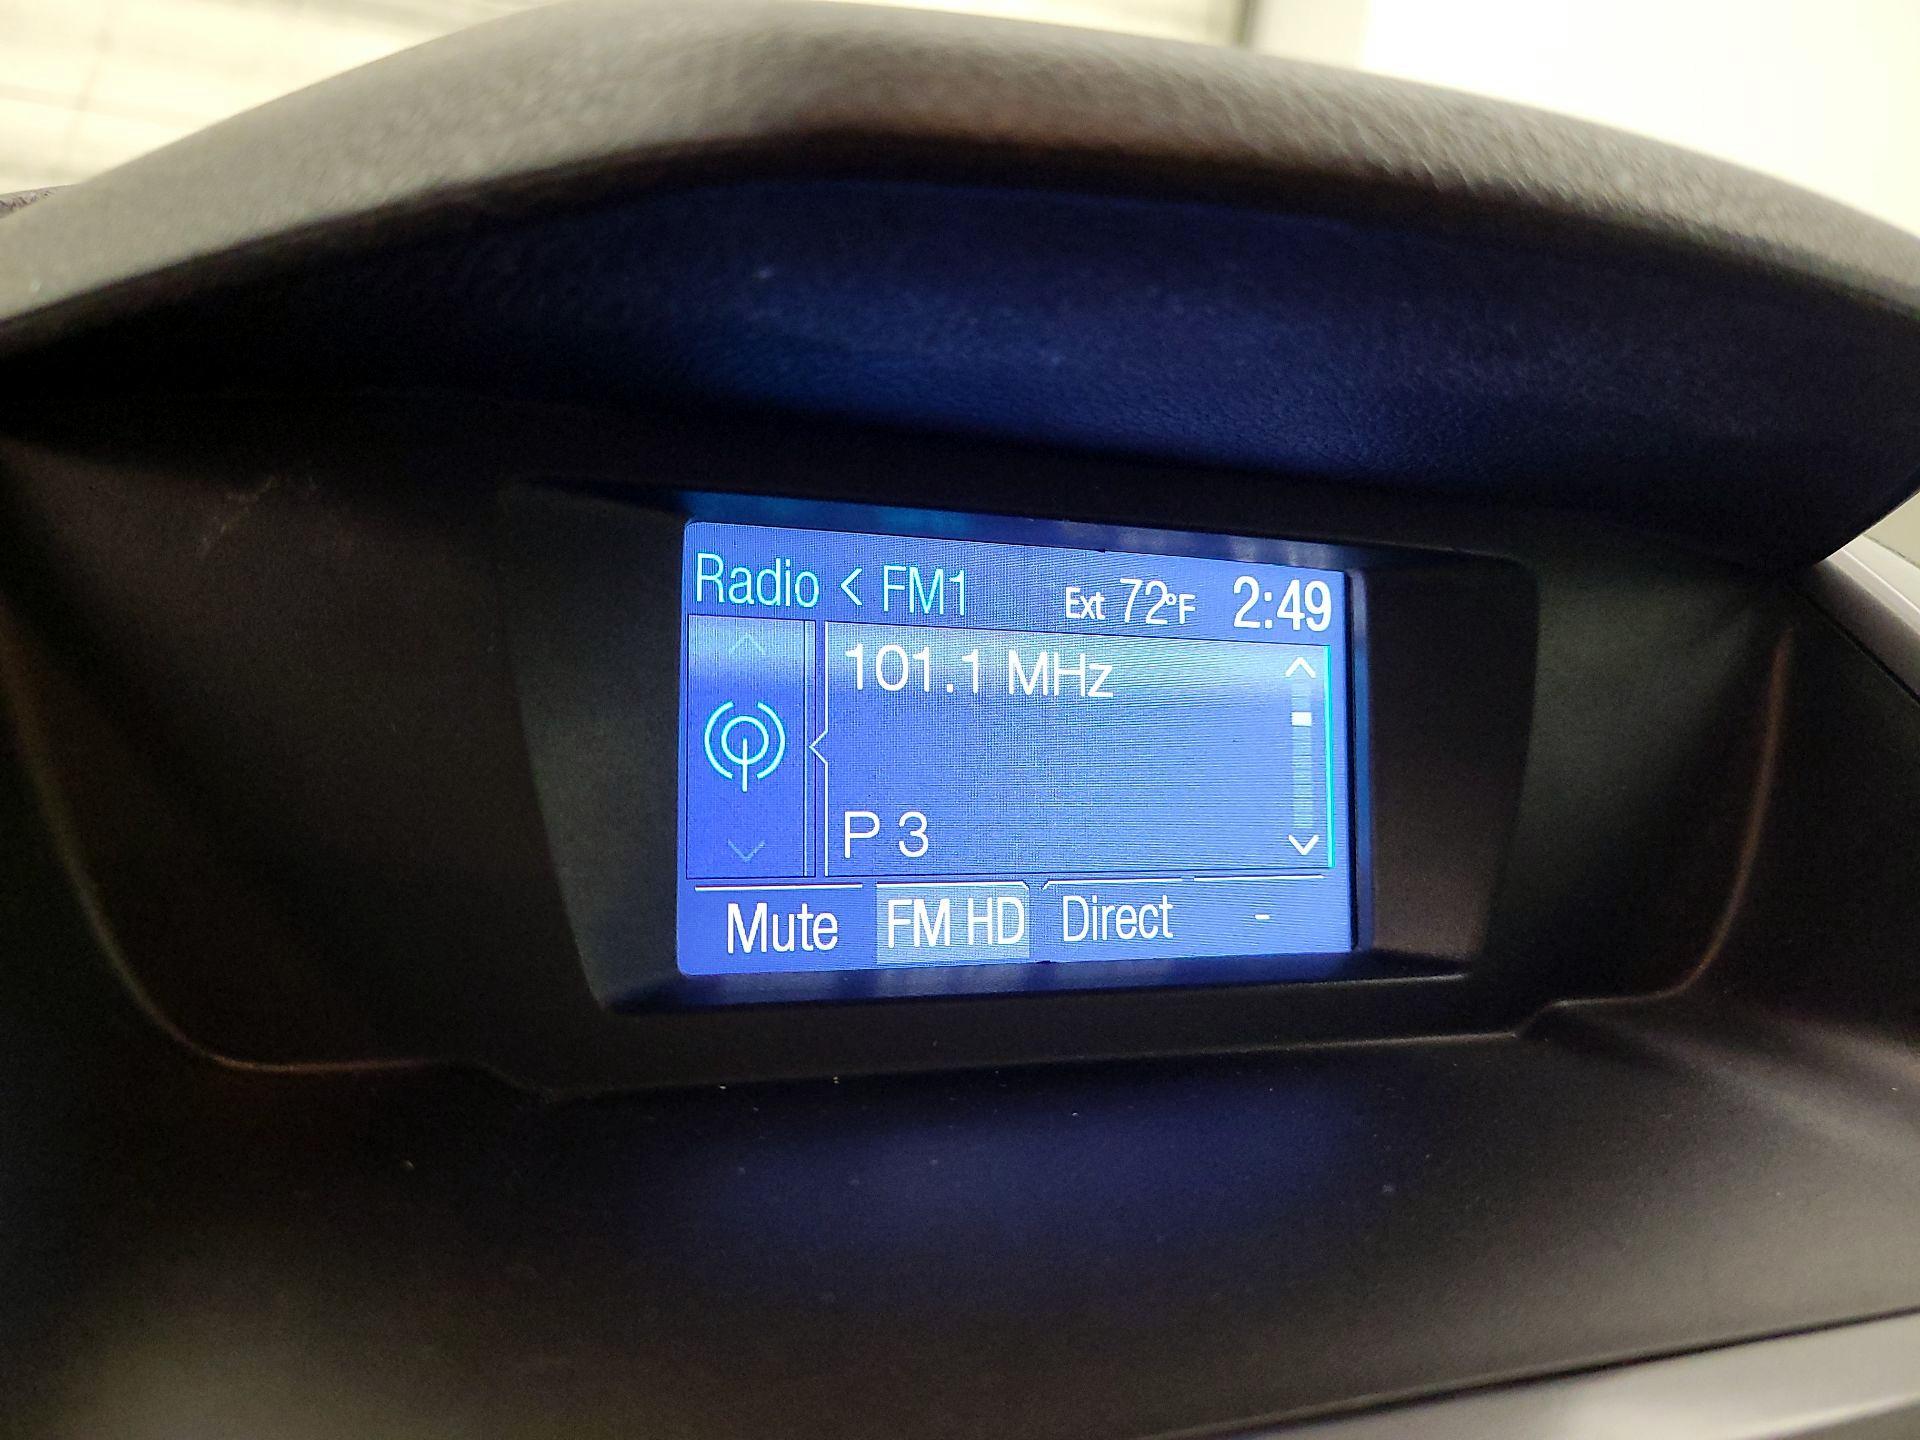 Radio < FM1 Ext 72°F 2:49
101.1 MHz
P 3
Mute FM HD Direct -